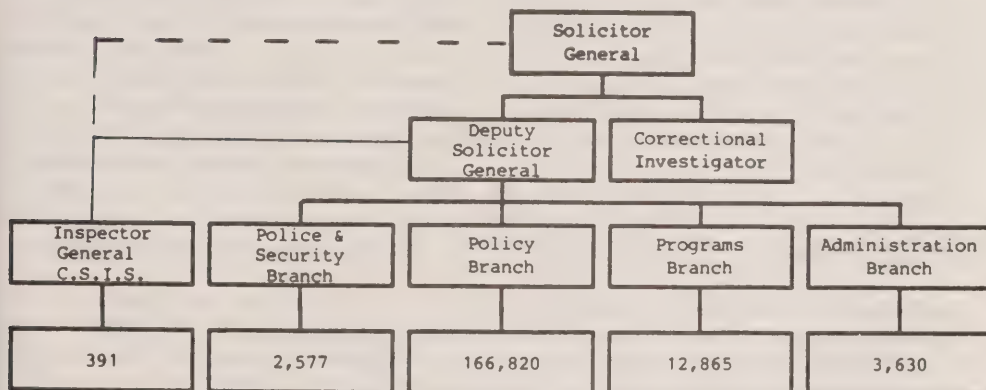 Solicitor
General
Deputy
Solicitor
General
Correctional
Investigator
Inspector
General
C.S.I.S.
Police &
Security
Branch
Policy
Branch
Programs
Branch
Administration
Branch
391
2,577
166,820
12,865
3,630